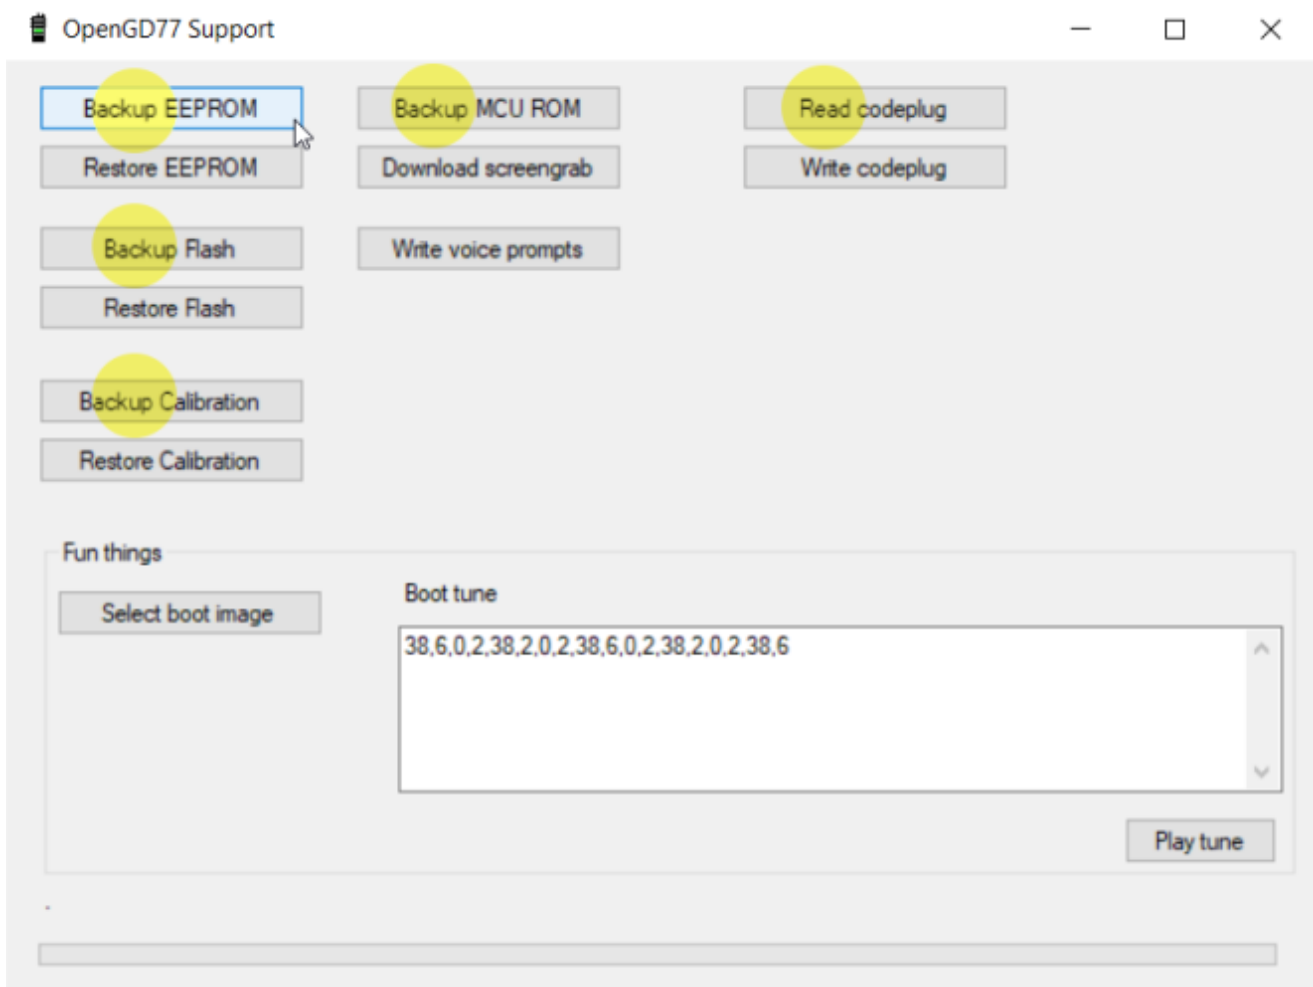 OpenGD77 Support
Backup EEPROM
Backup MCU ROM
Read codeplug
Restore EEPROM
Download screengrab
Write codeplug
Backup Flash
Write voice prompts
Restore Flash
Backup Calibration
Restore Calibration
Fun things
Select boot image
Boot tune
38,6,0,2,38,2,0,2,38,6,0,2,38,2,0,2,38,6
Play tune